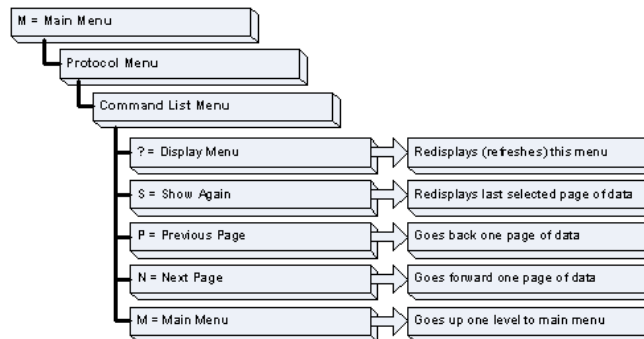 M = Main Menu
Protocol Menu
Command List Menu
? = Display Menu
Redisplays (refreshes) this menu
S = Show Again
Redisplays last selected page of data
P = Previous Page
Goes back one page of data
N = Next Page
Goes forward one page of data
M = Main Menu
Goes up one level to main menu